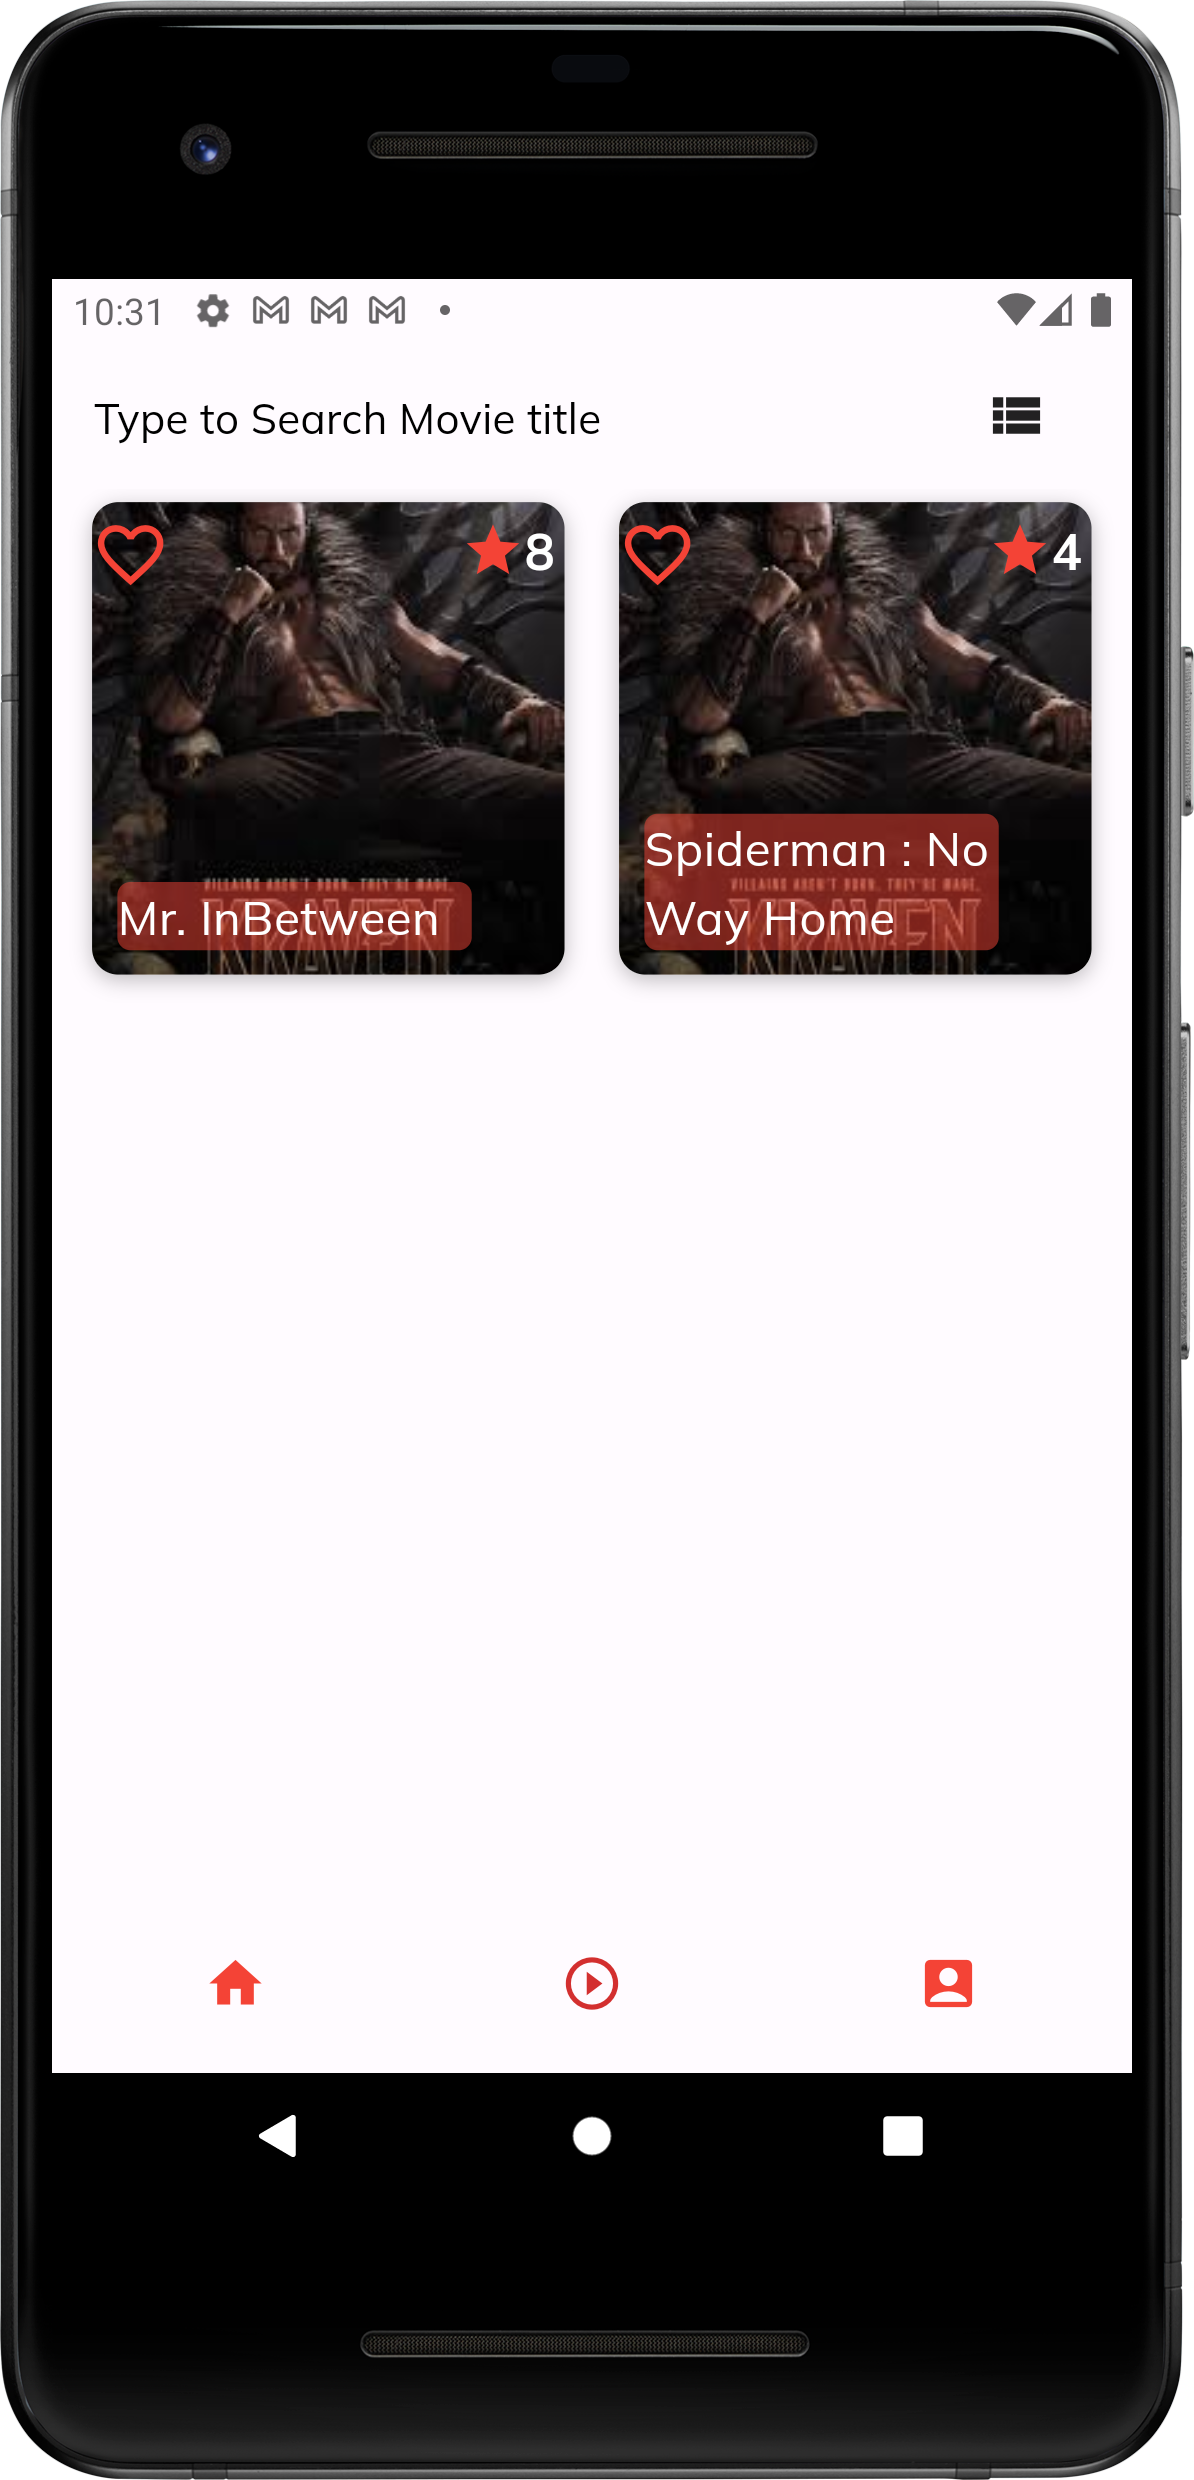 10:31
Type to Search Movie title
8
4
VILLAINS AREN'T BORN. THEY'RE MADE.
VILLAINS AREN'T BORN. THEY'RE MADE.
Mr. InBetween
Spiderman : No
Way Home
KRAVEN
KRAVEN